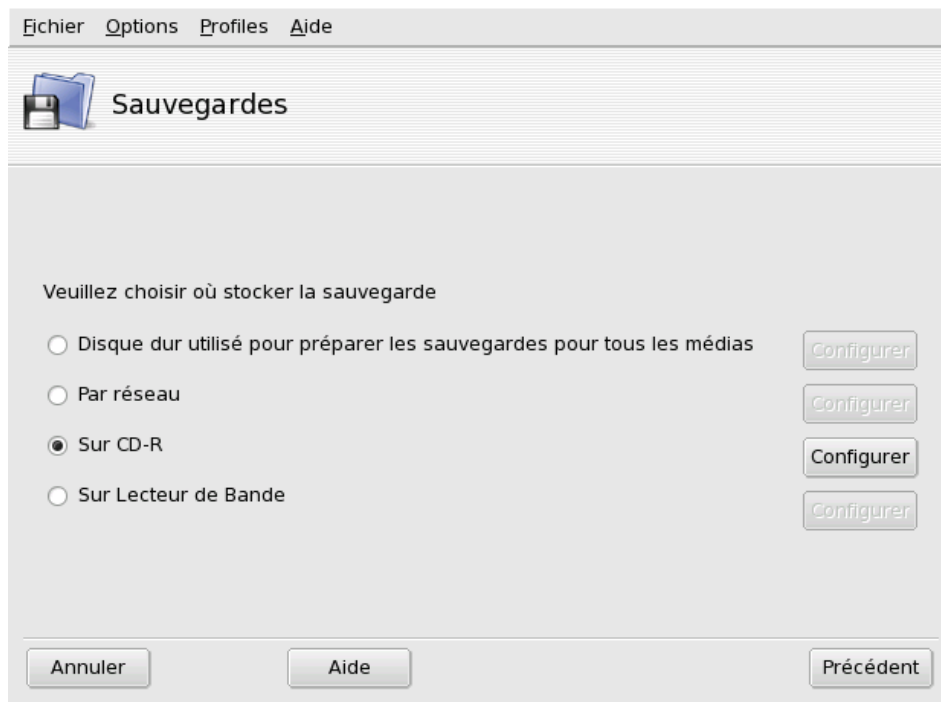 Fichier Options Profiles Aide
Sauvegardes
Veuillez choisir où stocker la sauvegarde
Disque dur utilisé pour préparer les sauvegardes pour tous les médias Configurer
Par réseau Configurer
Sur CD-R Configurer
Sur Lecteur de Bande Configurer
Annuler Aide Précédent